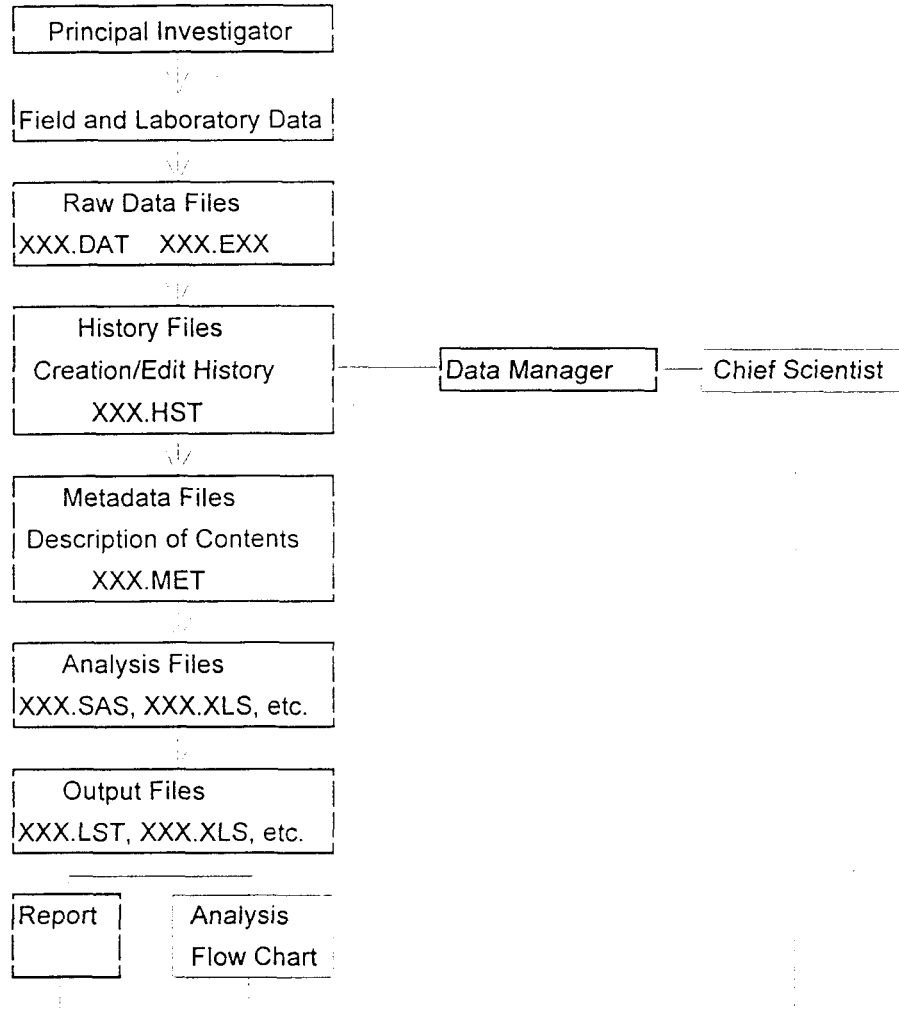 Principal Investigator
Field and Laboratory Data
Raw Data Files
XXX.DAT XXX.EXX
History Files
Creation/Edit History
XXX.HST
Data Manager
Chief Scientist
Metadata Files
Description of Contents
XXX.MET
Analysis Files
XXX.SAS, XXX.XLS, etc.
Output Files
XXX.LST, XXX.XLS, etc.
Report
Analysis
Flow Chart